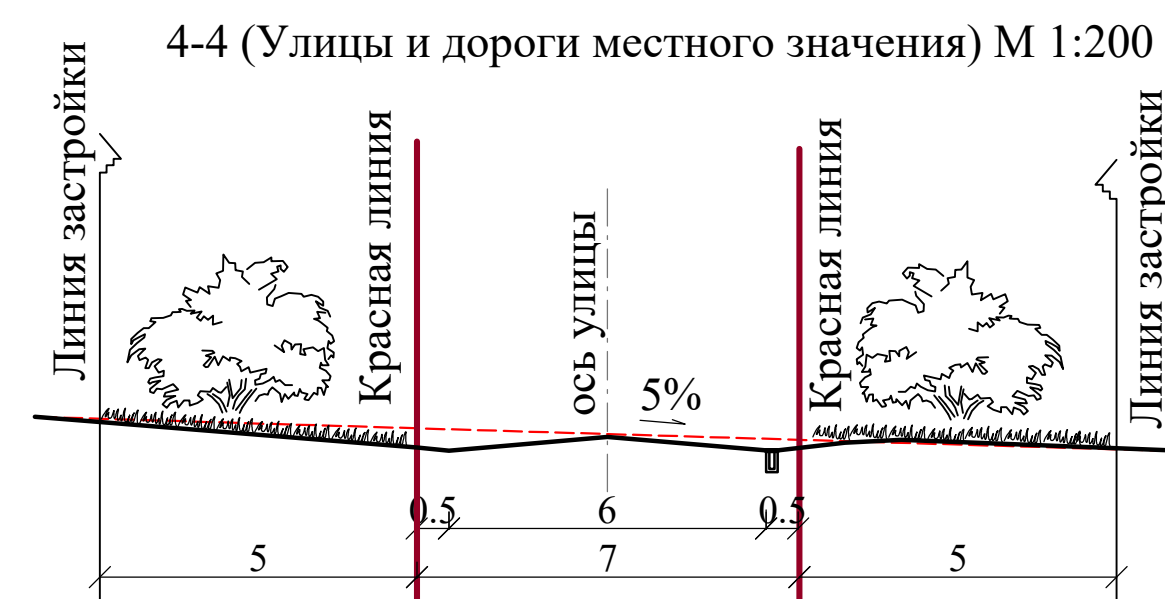 4-4 (Улицы и дороги местного значения) М 1:200
Линия застройки
Красная линия
ось улицы
5%
Красная линия
Линия застройки
0.5
6
0.5
5
7
5